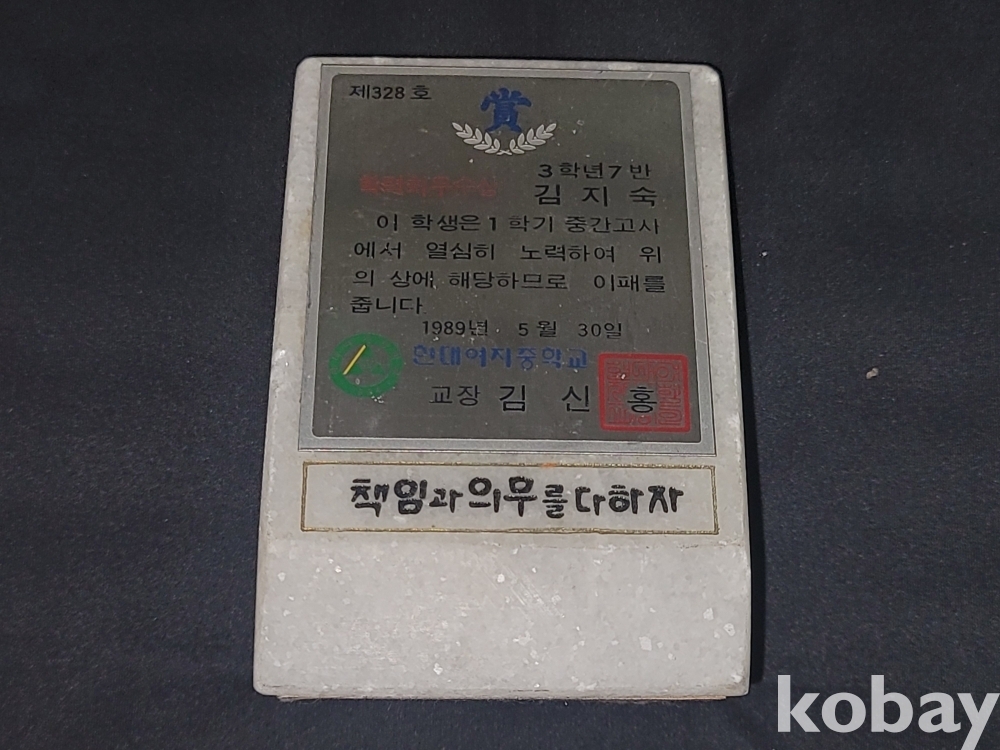 제328호
賞
3학년7반
김지숙
이 학생은 1 학기 중간고사
에서 열심히 노력하여 위
의 상에 해당하므로 이패를
줍니다
1989년 5월 30일
현대여자중학교
교장 김신홍
책임과 의무를 다하자
kobay